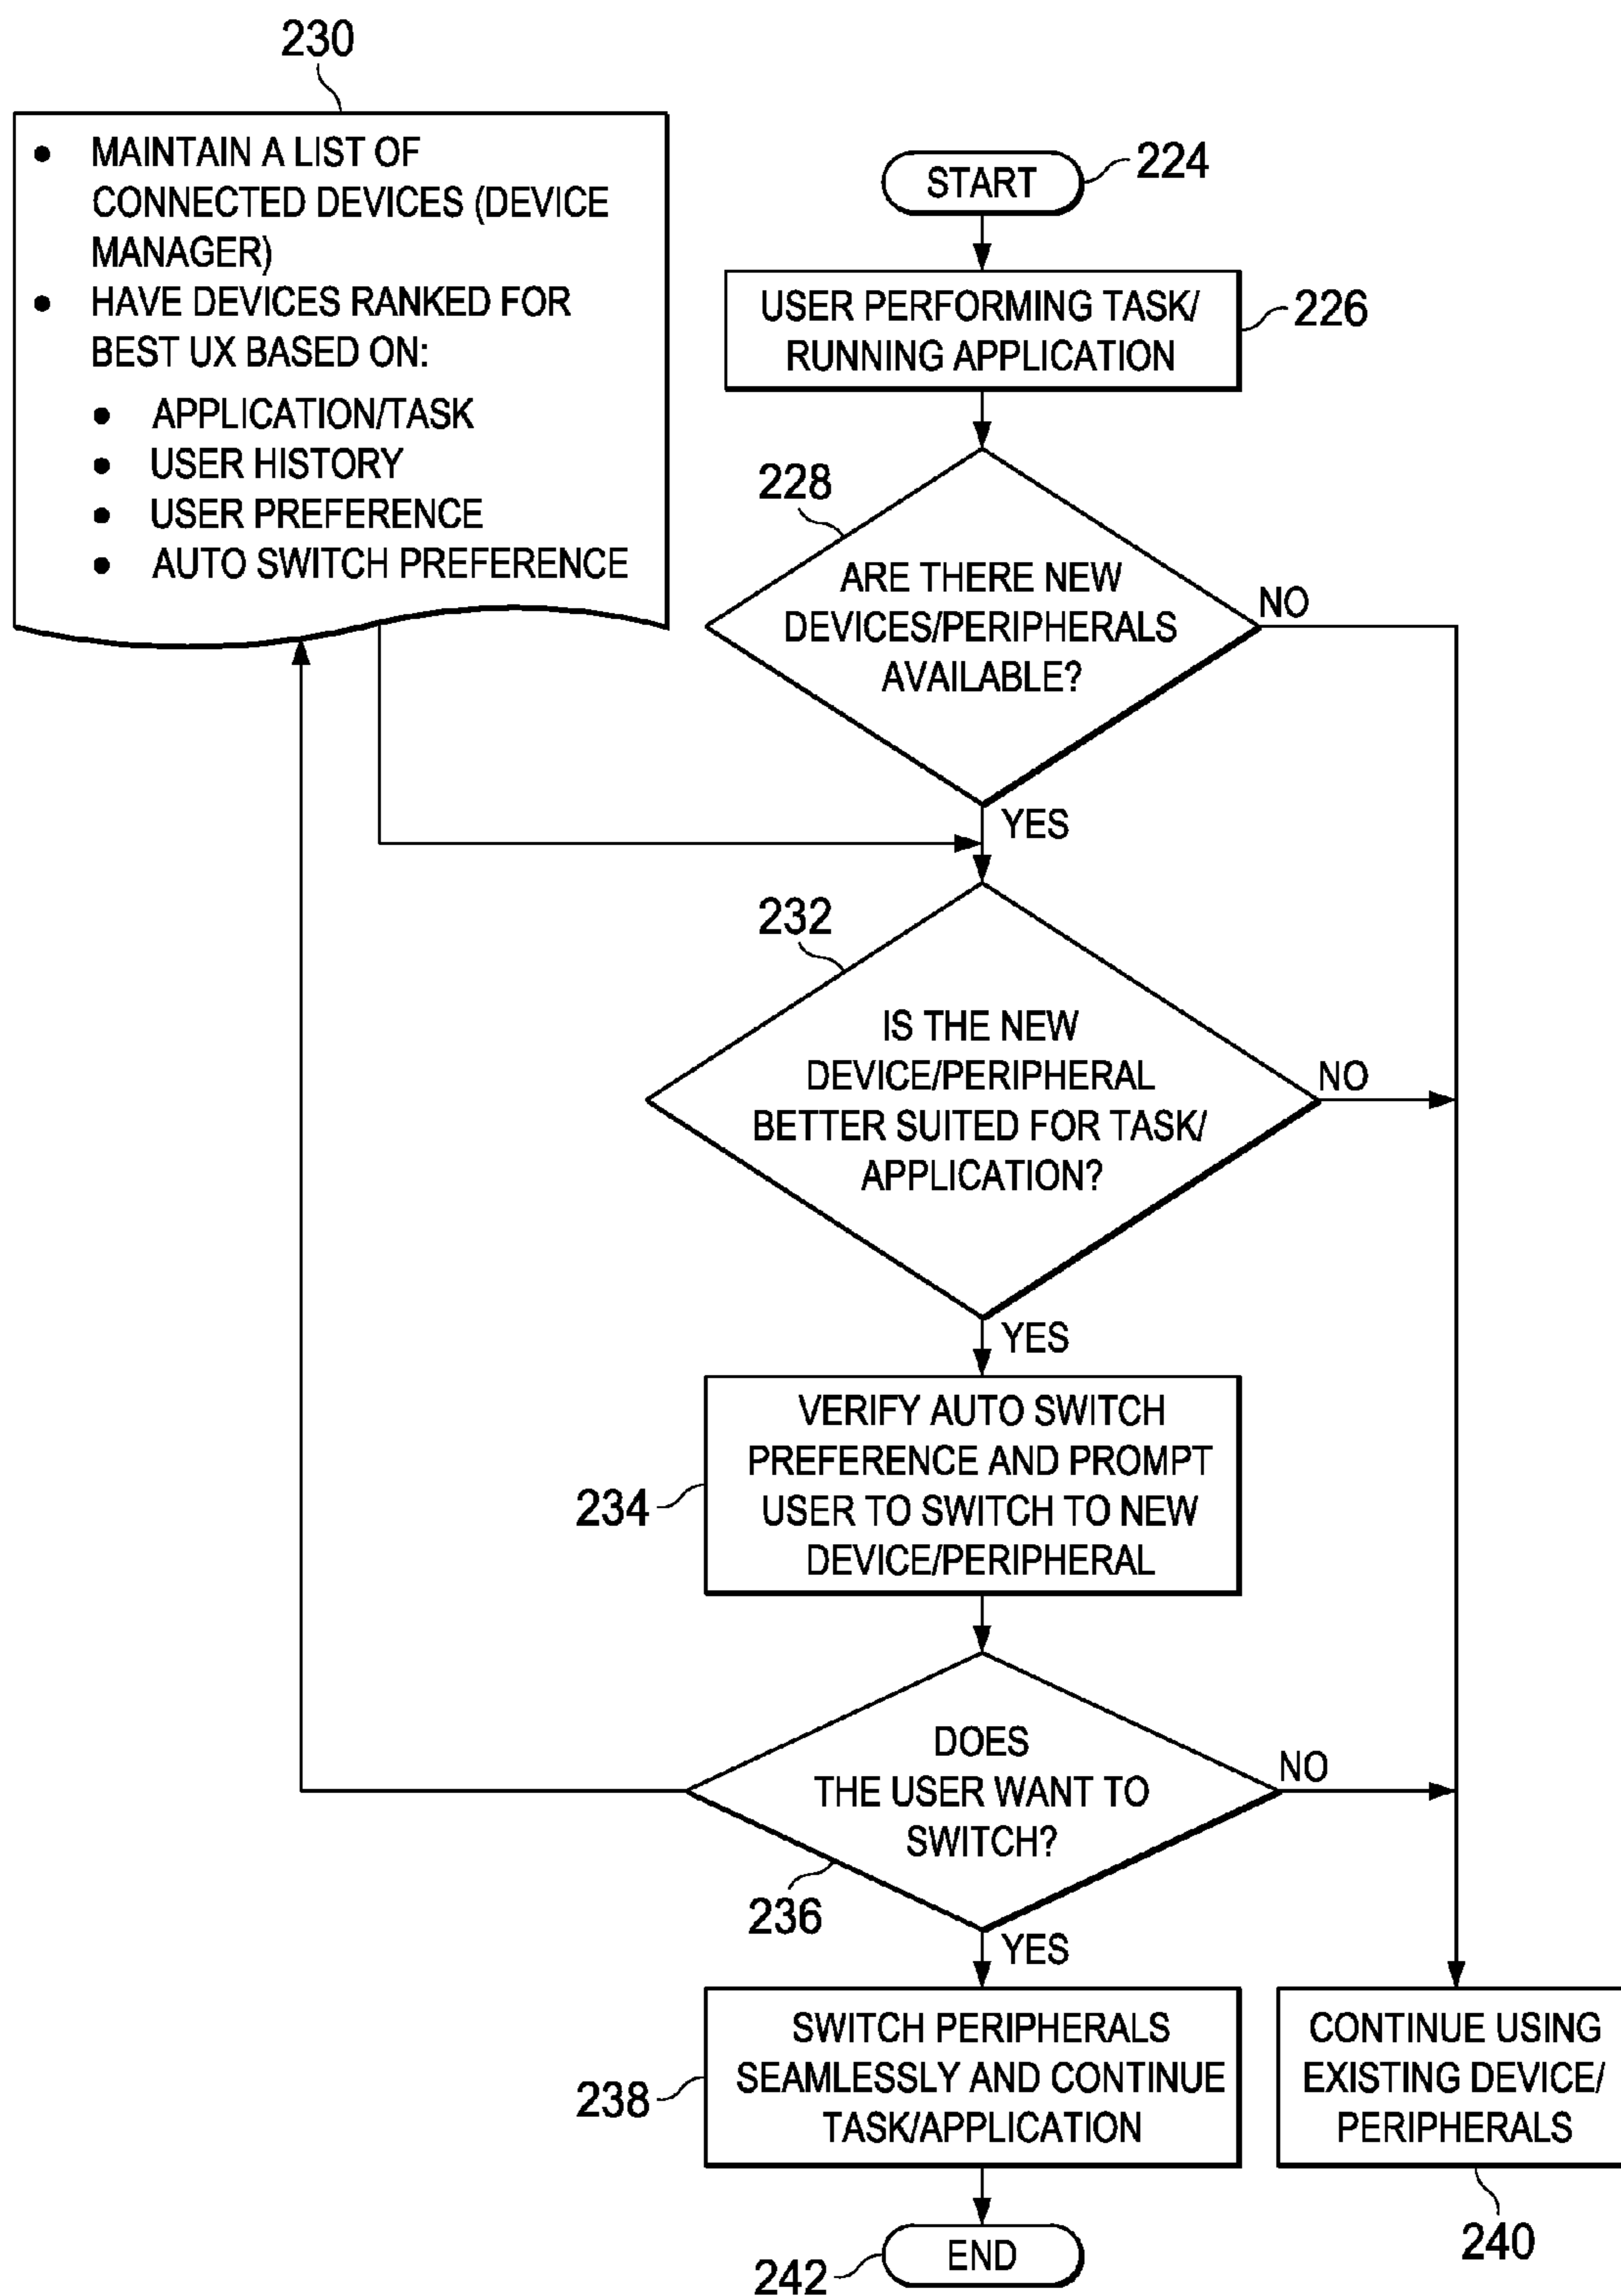 230
• MAINTAIN A LIST OF
CONNECTED DEVICES (DEVICE
MANAGER)
• HAVE DEVICES RANKED FOR
BEST UX BASED ON:
• APPLICATION/TASK
• USER HISTORY
• USER PREFERENCE
• AUTO SWITCH PREFERENCE
START
224
USER PERFORMING TASK/
RUNNING APPLICATION
226
228
ARE THERE NEW
DEVICES/PERIPHERALS
AVAILABLE?
NO
YES
232
IS THE NEW
DEVICE/PERIPHERAL
BETTER SUITED FOR TASK/
APPLICATION?
NO
YES
VERIFY AUTO SWITCH
PREFERENCE AND PROMPT
USER TO SWITCH TO NEW
DEVICE/PERIPHERAL
234
DOES
THE USER WANT TO
SWITCH?
NO
236
YES
SWITCH PERIPHERALS
SEAMLESSLY AND CONTINUE
TASK/APPLICATION
238
CONTINUE USING
EXISTING DEVICE/
PERIPHERALS
240
END
242